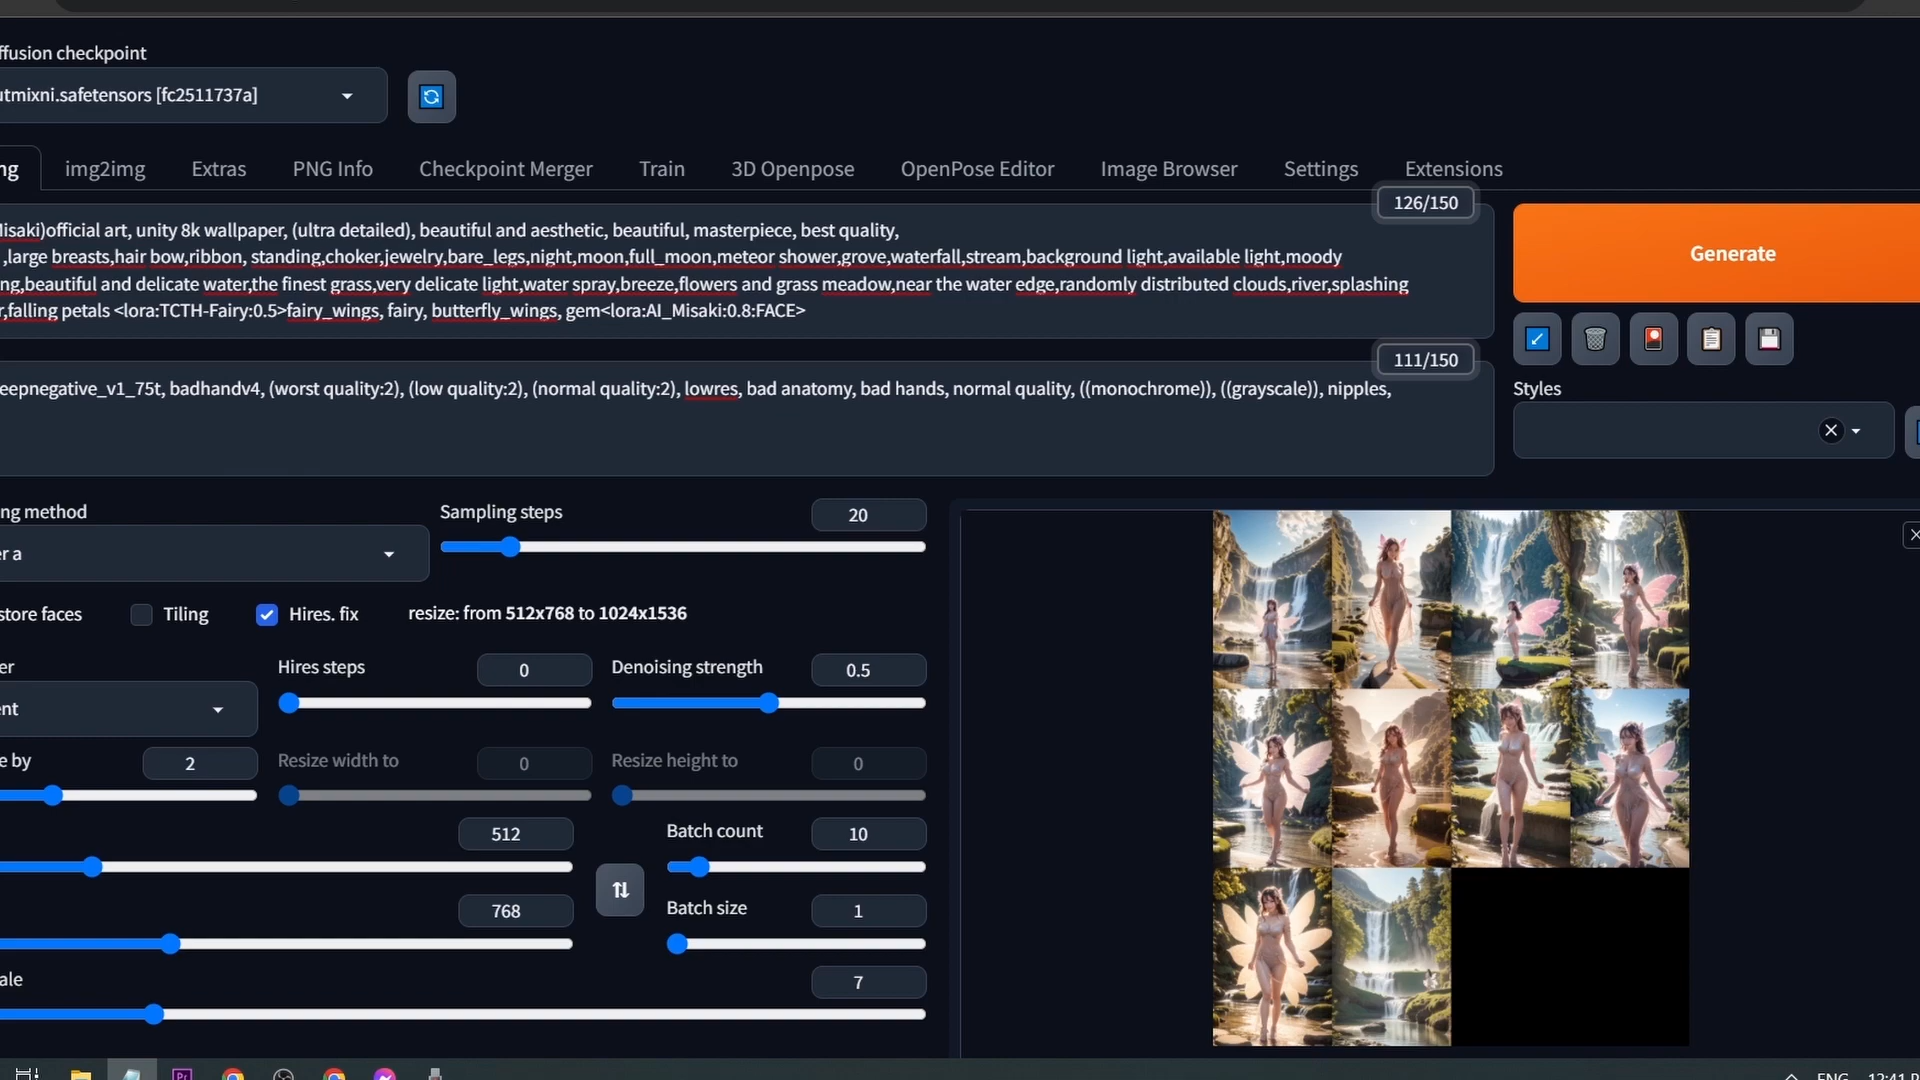 ffusion checkpoint
utmixni.safetensors [fc2511737a]
ng img2img Extras PNG Info Checkpoint Merger Train 3D Openpose OpenPose Editor Image Browser Settings Extensions
126/150
Misaki)official art, unity 8k wallpaper, (ultra detailed), beautiful and aesthetic, beautiful, masterpiece, best quality,
,large breasts,hair bow,ribbon, standing,choker,jewelry,bare_legs,night,moon,full_moon,meteor shower,grove,waterfall,stream,background light,available light,moody
ng,beautiful and delicate water,the finest grass,very delicate light,water spray,breeze,flowers and grass meadow,near the water edge,randomly distributed clouds,river,splashing
r,falling petals <lora:TCTH-Fairy:0.5>fairy_wings, fairy, butterfly_wings, gem<lora:AI_Misaki:0.8:FACE>
Generate
111/150
eepnegative_v1_75t, badhandv4, (worst quality:2), (low quality:2), (normal quality:2), lowres, bad anatomy, bad hands, normal quality, ((monochrome)), ((grayscale)), nipples,
Styles
ng method
er a
Sampling steps 20
store faces Tiling Hires. fix resize: from 512x768 to 1024x1536
er
ent
Hires steps 0
Denoising strength 0.5
e by 2
Resize width to 0
Resize height to 0
512
Batch count 10
768
Batch size 1
ale 7
Pr
ENG 12:41 P